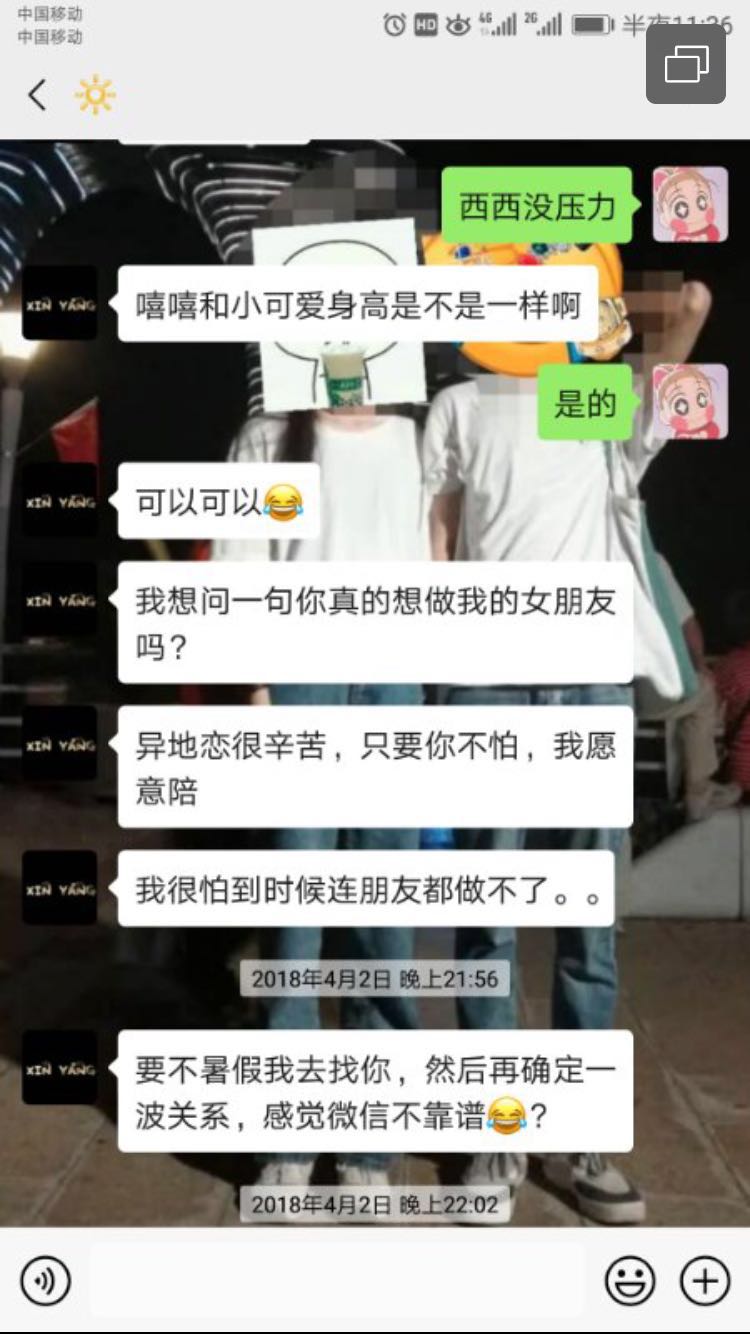 中国移动
中国移动
HD 4G 2G 半夜11:26
西西没压力
XIN YANG
嘻嘻和小可爱身高是不是一样啊
是的
XIN YANG
可以可以😂
XIN YANG
我想问一句你真的想做我的女朋友
吗？
XIN YANG
异地恋很辛苦，只要你不怕，我愿
意陪
XIN YANG
我很怕到时候连朋友都做不了。。
2018年4月2日 晚上21:56
XIN YANG
要不暑假我去找你，然后再确定一
波关系，感觉微信不靠谱😂？
2018年4月2日 晚上22:02